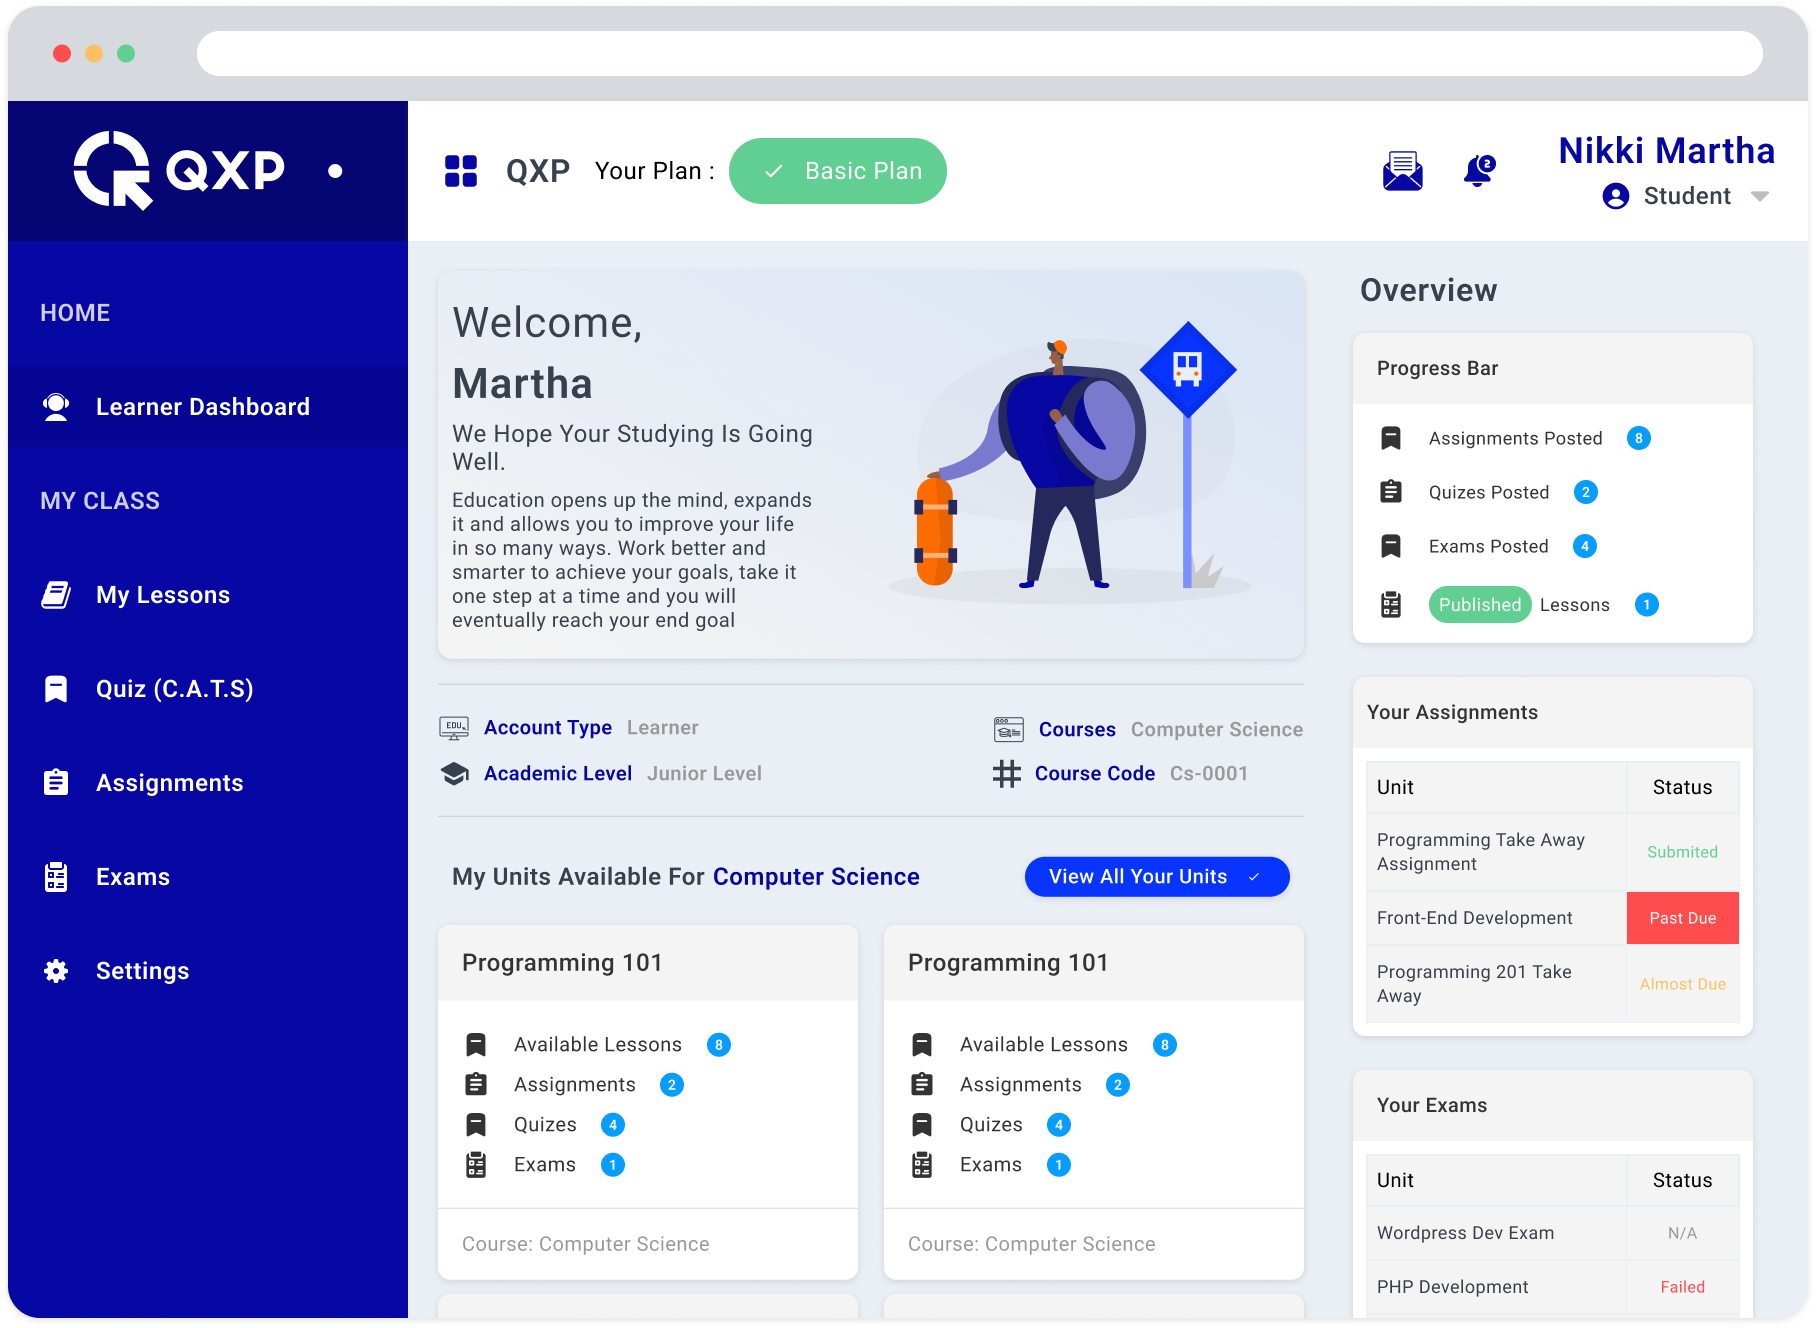 QXP
QXP
Your Plan :
Basic Plan
2
Nikki Martha
Student
HOME
Learner Dashboard
MY CLASS
My Lessons
Quiz (C.A.T.S)
Assignments
Exams
Settings
Welcome,
Martha
We Hope Your Studying Is Going
Well.
Education opens up the mind, expands
it and allows you to improve your life
in so many ways. Work better and
smarter to achieve your goals, take it
one step at a time and you will
eventually reach your end goal
EDU
Account Type Learner
Courses Computer Science
Academic Level Junior Level
Course Code Cs-0001
My Units Available For Computer Science
View All Your Units
Programming 101
Available Lessons 8
Assignments 2
Quizes 4
Exams 1
Course: Computer Science
Programming 101
Available Lessons 8
Assignments 2
Quizes 4
Exams 1
Course: Computer Science
Overview
Progress Bar
Assignments Posted 8
Quizes Posted 2
Exams Posted 4
Published Lessons 1
Your Assignments
Unit Status
Programming Take Away
Assignment
Submited
Front-End Development Past Due
Programming 201 Take
Away
Almost Due
Your Exams
Unit Status
Wordpress Dev Exam N/A
PHP Development Failed